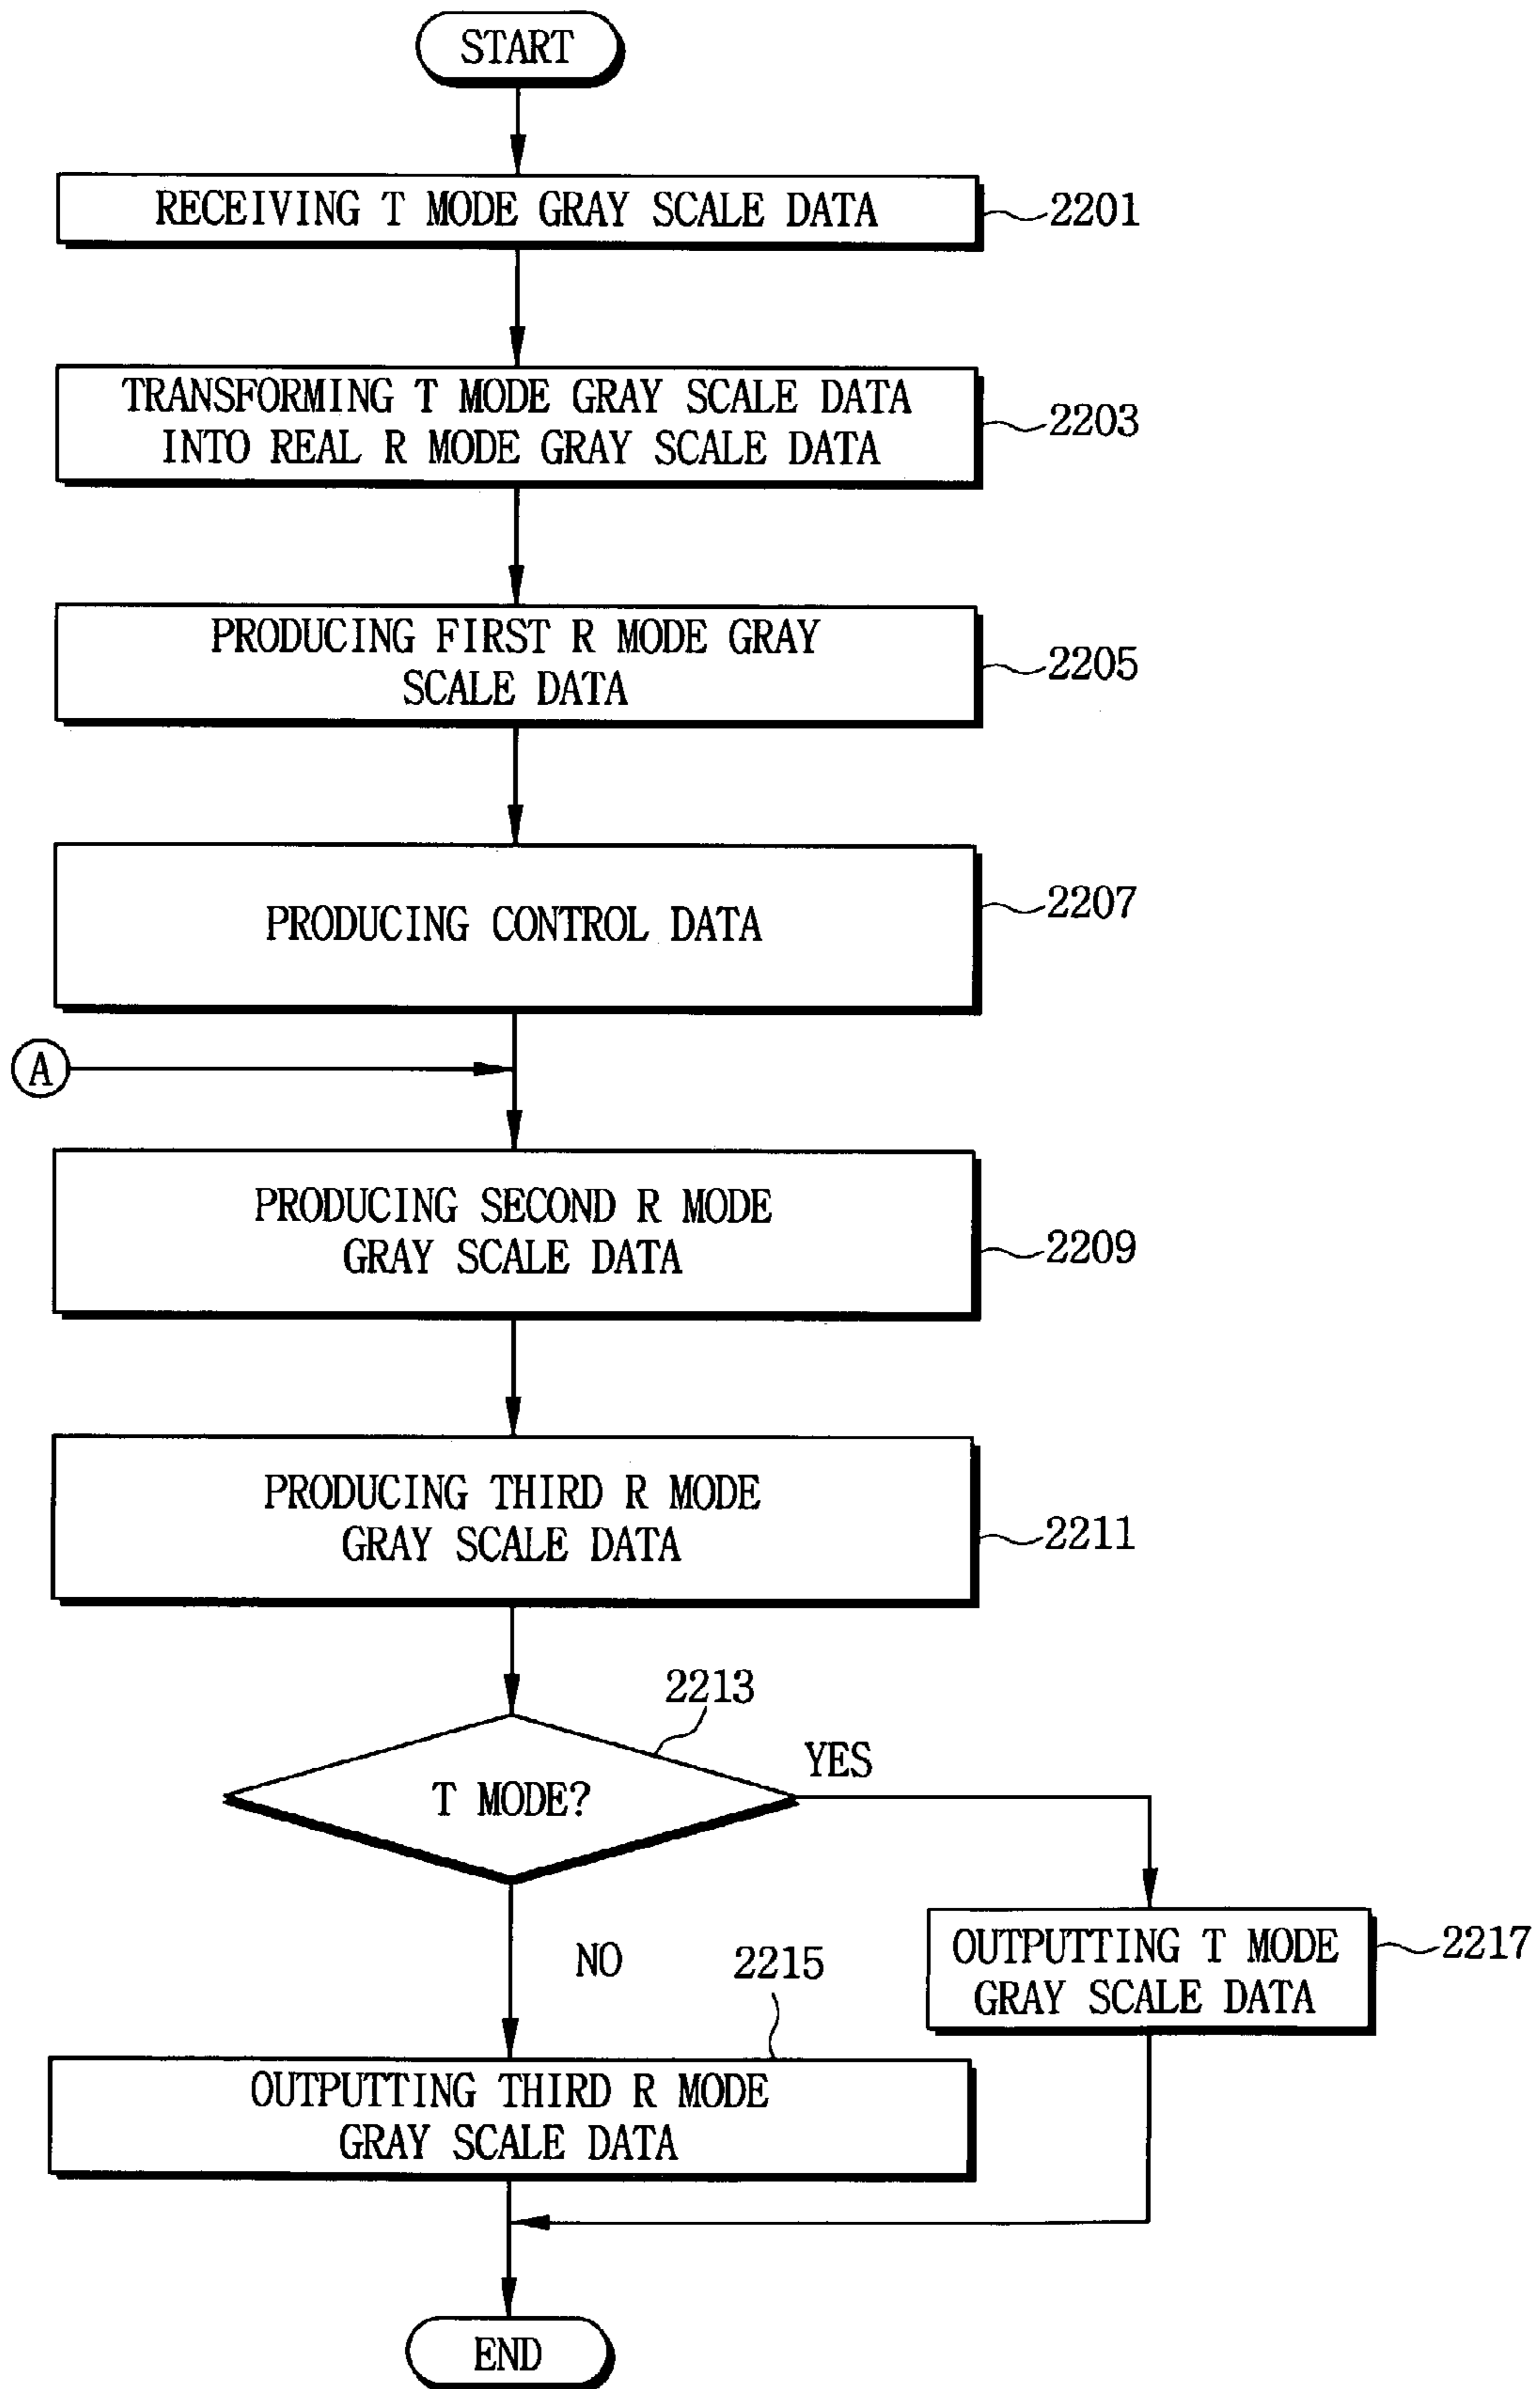 START
RECEIVING T MODE GRAY SCALE DATA
2201
TRANSFORMING T MODE GRAY SCALE DATA
INTO REAL R MODE GRAY SCALE DATA
2203
PRODUCING FIRST R MODE GRAY
SCALE DATA
2205
PRODUCING CONTROL DATA
2207
A
PRODUCING SECOND R MODE
GRAY SCALE DATA
2209
PRODUCING THIRD R MODE
GRAY SCALE DATA
2211
2213
T MODE?
YES
NO
OUTPUTTING T MODE
GRAY SCALE DATA
2217
2215
OUTPUTTING THIRD R MODE
GRAY SCALE DATA
END